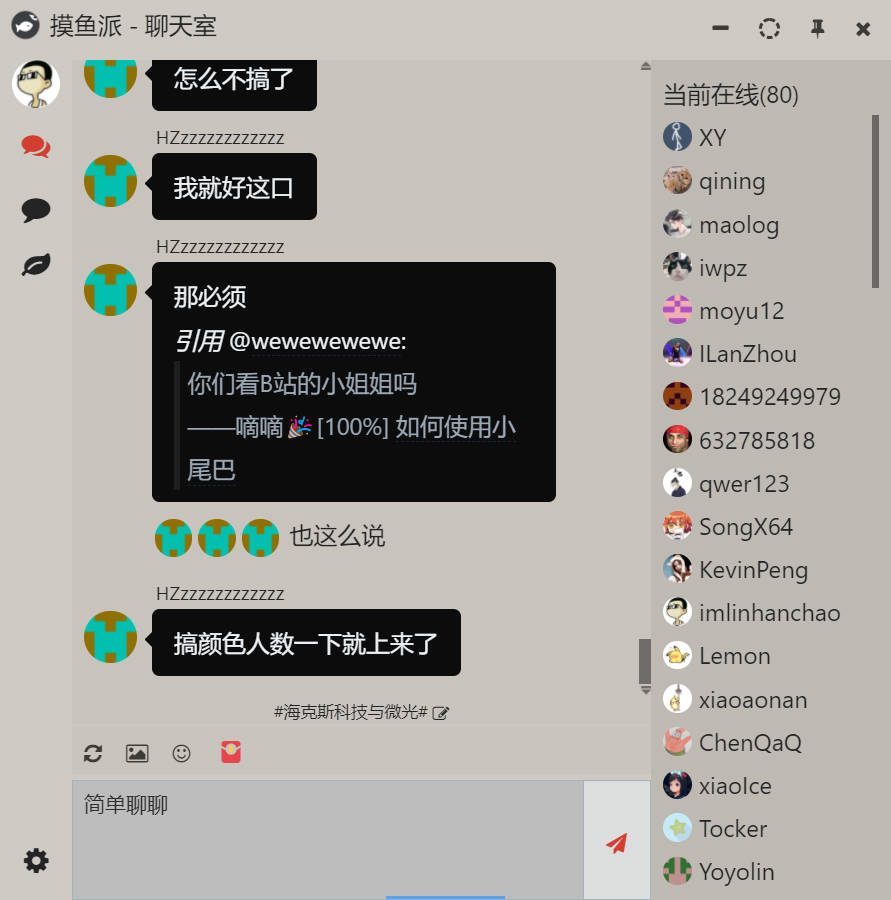 摸鱼派 - 聊天室
怎么不搞了
HZzzzzzzzzzzzz
我就好这口
HZzzzzzzzzzzzz
那必须
引用 @wewewewewe:
你们看B站的小姐姐吗
——嘀嘀🎉 [100%] 如何使用小
尾巴
也这么说
HZzzzzzzzzzzzz
搞颜色人数一下就上来了
#海克斯科技与微光#
简单聊聊
当前在线(80)
XY
qining
maolog
iwpz
moyu12
ILanZhou
18249249979
632785818
qwer123
SongX64
KevinPeng
imlinhanchao
Lemon
xiaoaonan
ChenQaQ
xiaoIce
Tocker
Yoyolin